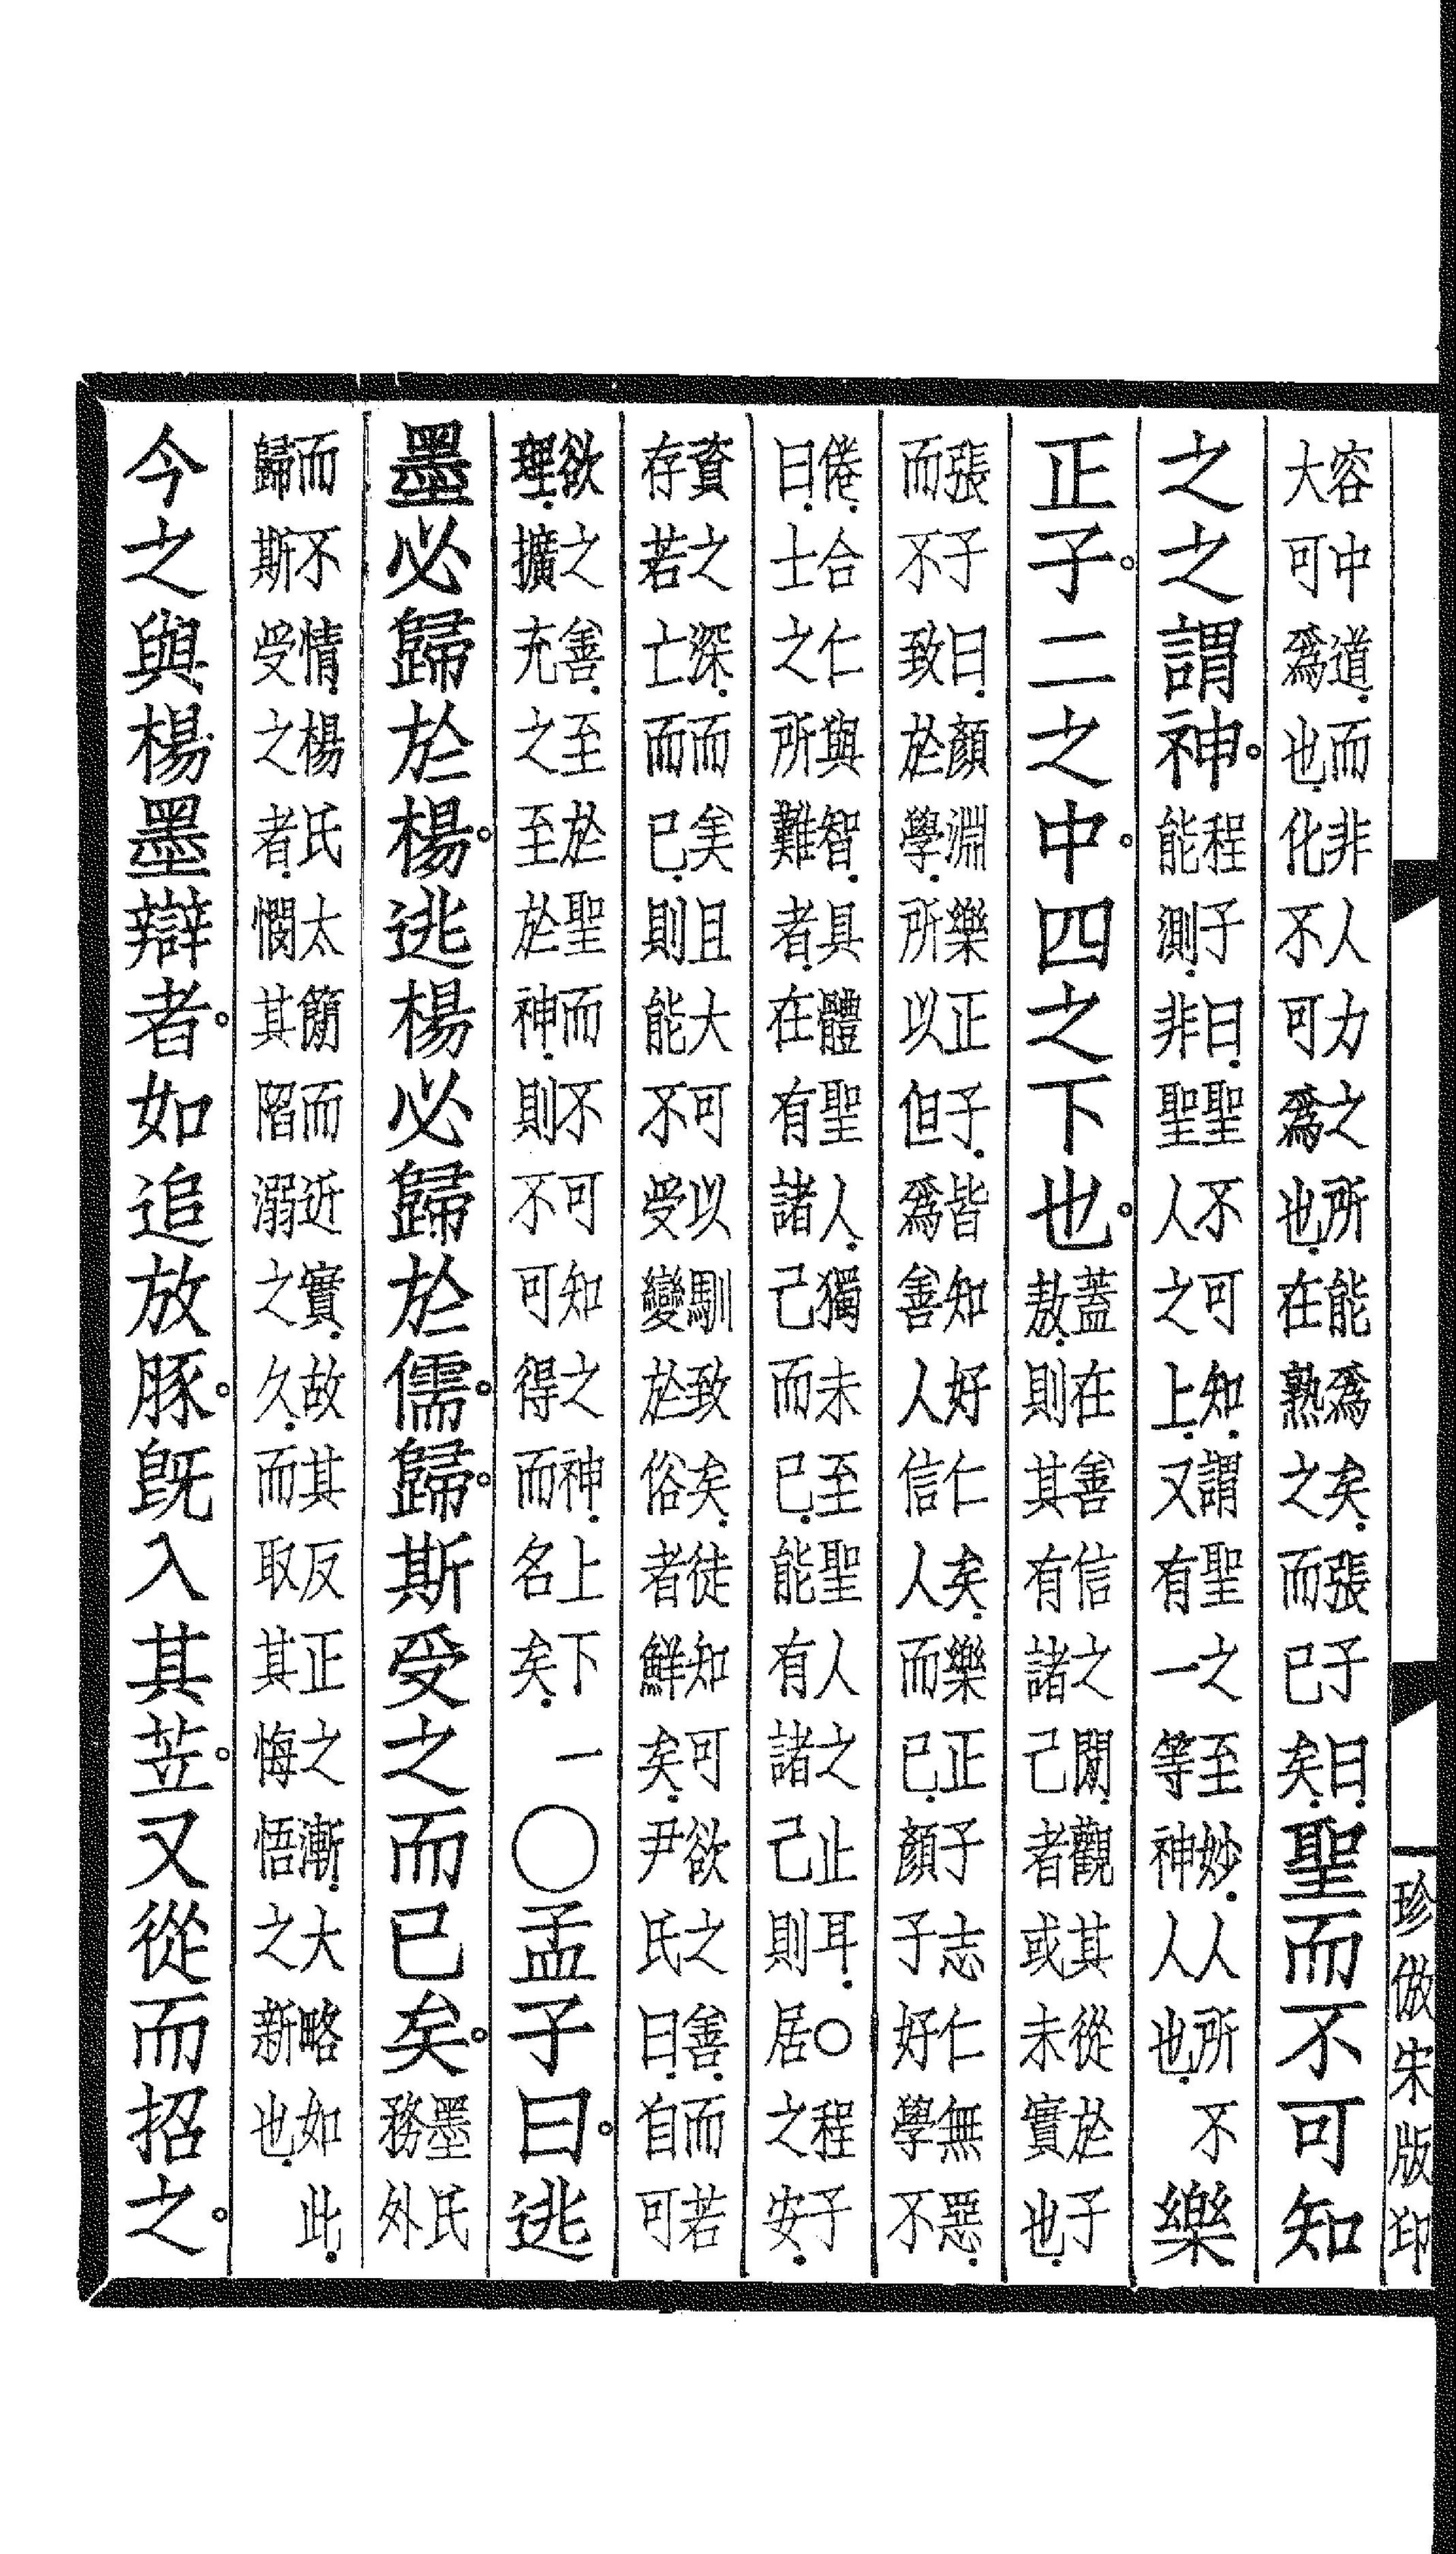 珍倣宋版印
容中道.而非人力之所能爲矣.張子曰.
大可爲也.化不可爲也.在熟之而已矣.
聖而不可知
之之謂神。
程子曰.聖不可知.謂聖之至妙.人所不
能測.非聖人之上.又有一等神人也.
樂
正子。二之中。四之下也。
蓋在善信之閒.觀其從於子
敖.則其有諸己者或未實也.
張子曰.顏淵樂正子.皆知好仁矣.樂正子志仁無惡.
而不致於學.所以但爲善人信人而已.顏子好學不
倦.合仁與智.具體聖人.獨未至聖人之止耳.○程子
曰.士之所難者.在有諸己而已.能有諸己則居之安.
資之深.而美且大可以馴致矣.徒知可欲之善.而若
存若亡而已.則能不受變於俗者鮮矣.尹氏曰.自可
欲之善.至於聖而不可知之神.上下一
理.擴充之至於神.則不可得而名矣.
○孟子曰。逃
墨必歸於楊。逃楊必歸於儒。歸。斯受之而已矣。
墨氏
務外
而不情.楊氏太簡而近實.故其反正之漸.大略如此.
歸斯受之者.憫其陷溺之久.而取其悔悟之新也.
今之與楊墨辯者。如追放豚。旣入其苙。又從而招之。